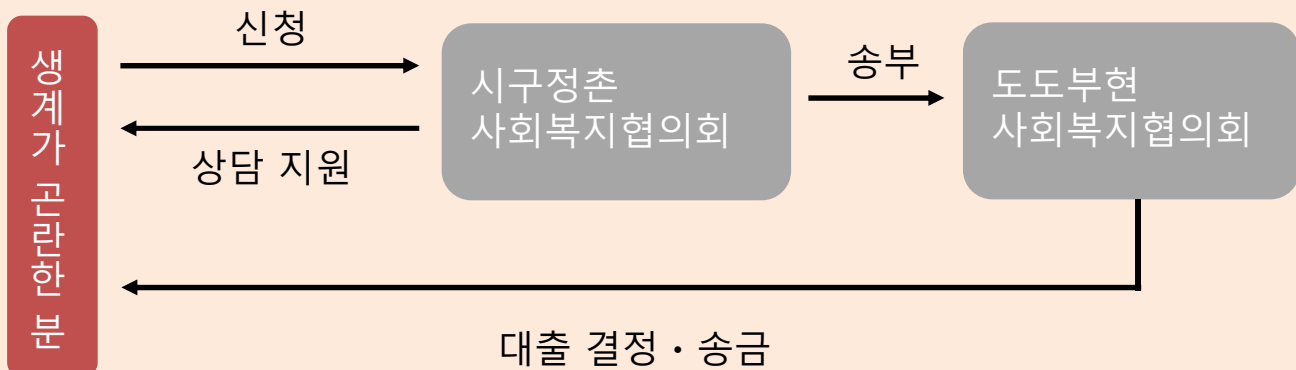 생계가 곤란한 분
신청
상담 지원
시구정촌
사회복지협의회
송부
도도부현
사회복지협의회
대출 결정・송금